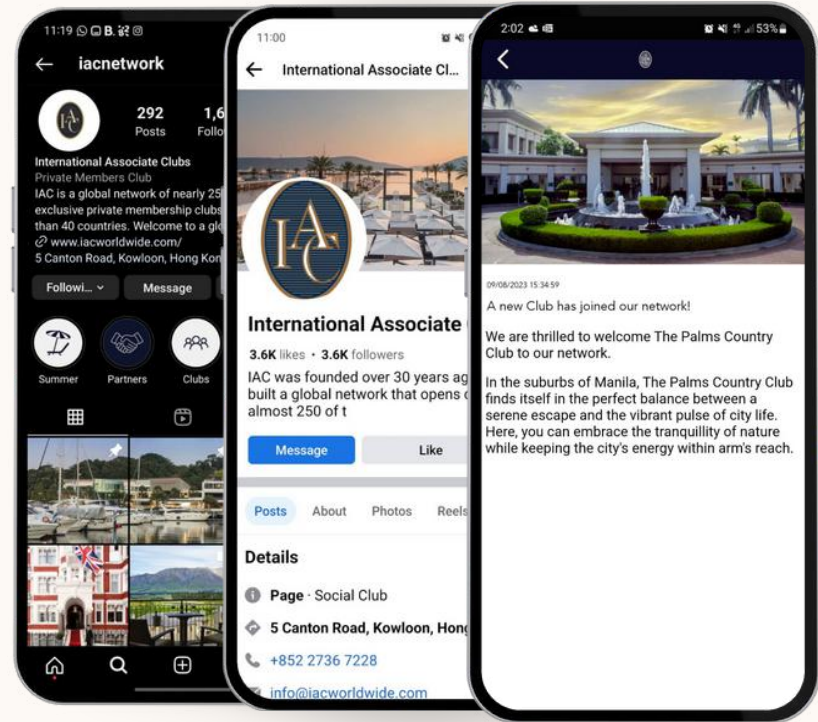 11:19
iacnetwork
IAC
292
Posts
1,6
Follo
International Associate Clubs
Private Members Club
IAC is a global network of nearly 25
exclusive private membership clubs
than 40 countries. Welcome to a glo
www.iacworldwide.com/
5 Canton Road, Kowloon, Hong Kon
Followi...
Message
Summer
Partners
Clubs
11:00
International Associate Cl...
IAC
International Associate
3.6K likes • 3.6K followers
IAC was founded over 30 years ag
built a global network that opens
almost 250 of t
Message
Like
Posts
About
Photos
Reels
Details
Page · Social Club
5 Canton Road, Kowloon, Hong
+852 2736 7228
info@iacworldwide.com
2:02
53%
09/08/2023 15:34:59
A new Club has joined our network!
We are thrilled to welcome The Palms Country
Club to our network.
In the suburbs of Manila, The Palms Country Club
finds itself in the perfect balance between a
serene escape and the vibrant pulse of city life.
Here, you can embrace the tranquillity of nature
while keeping the city's energy within arm's reach.